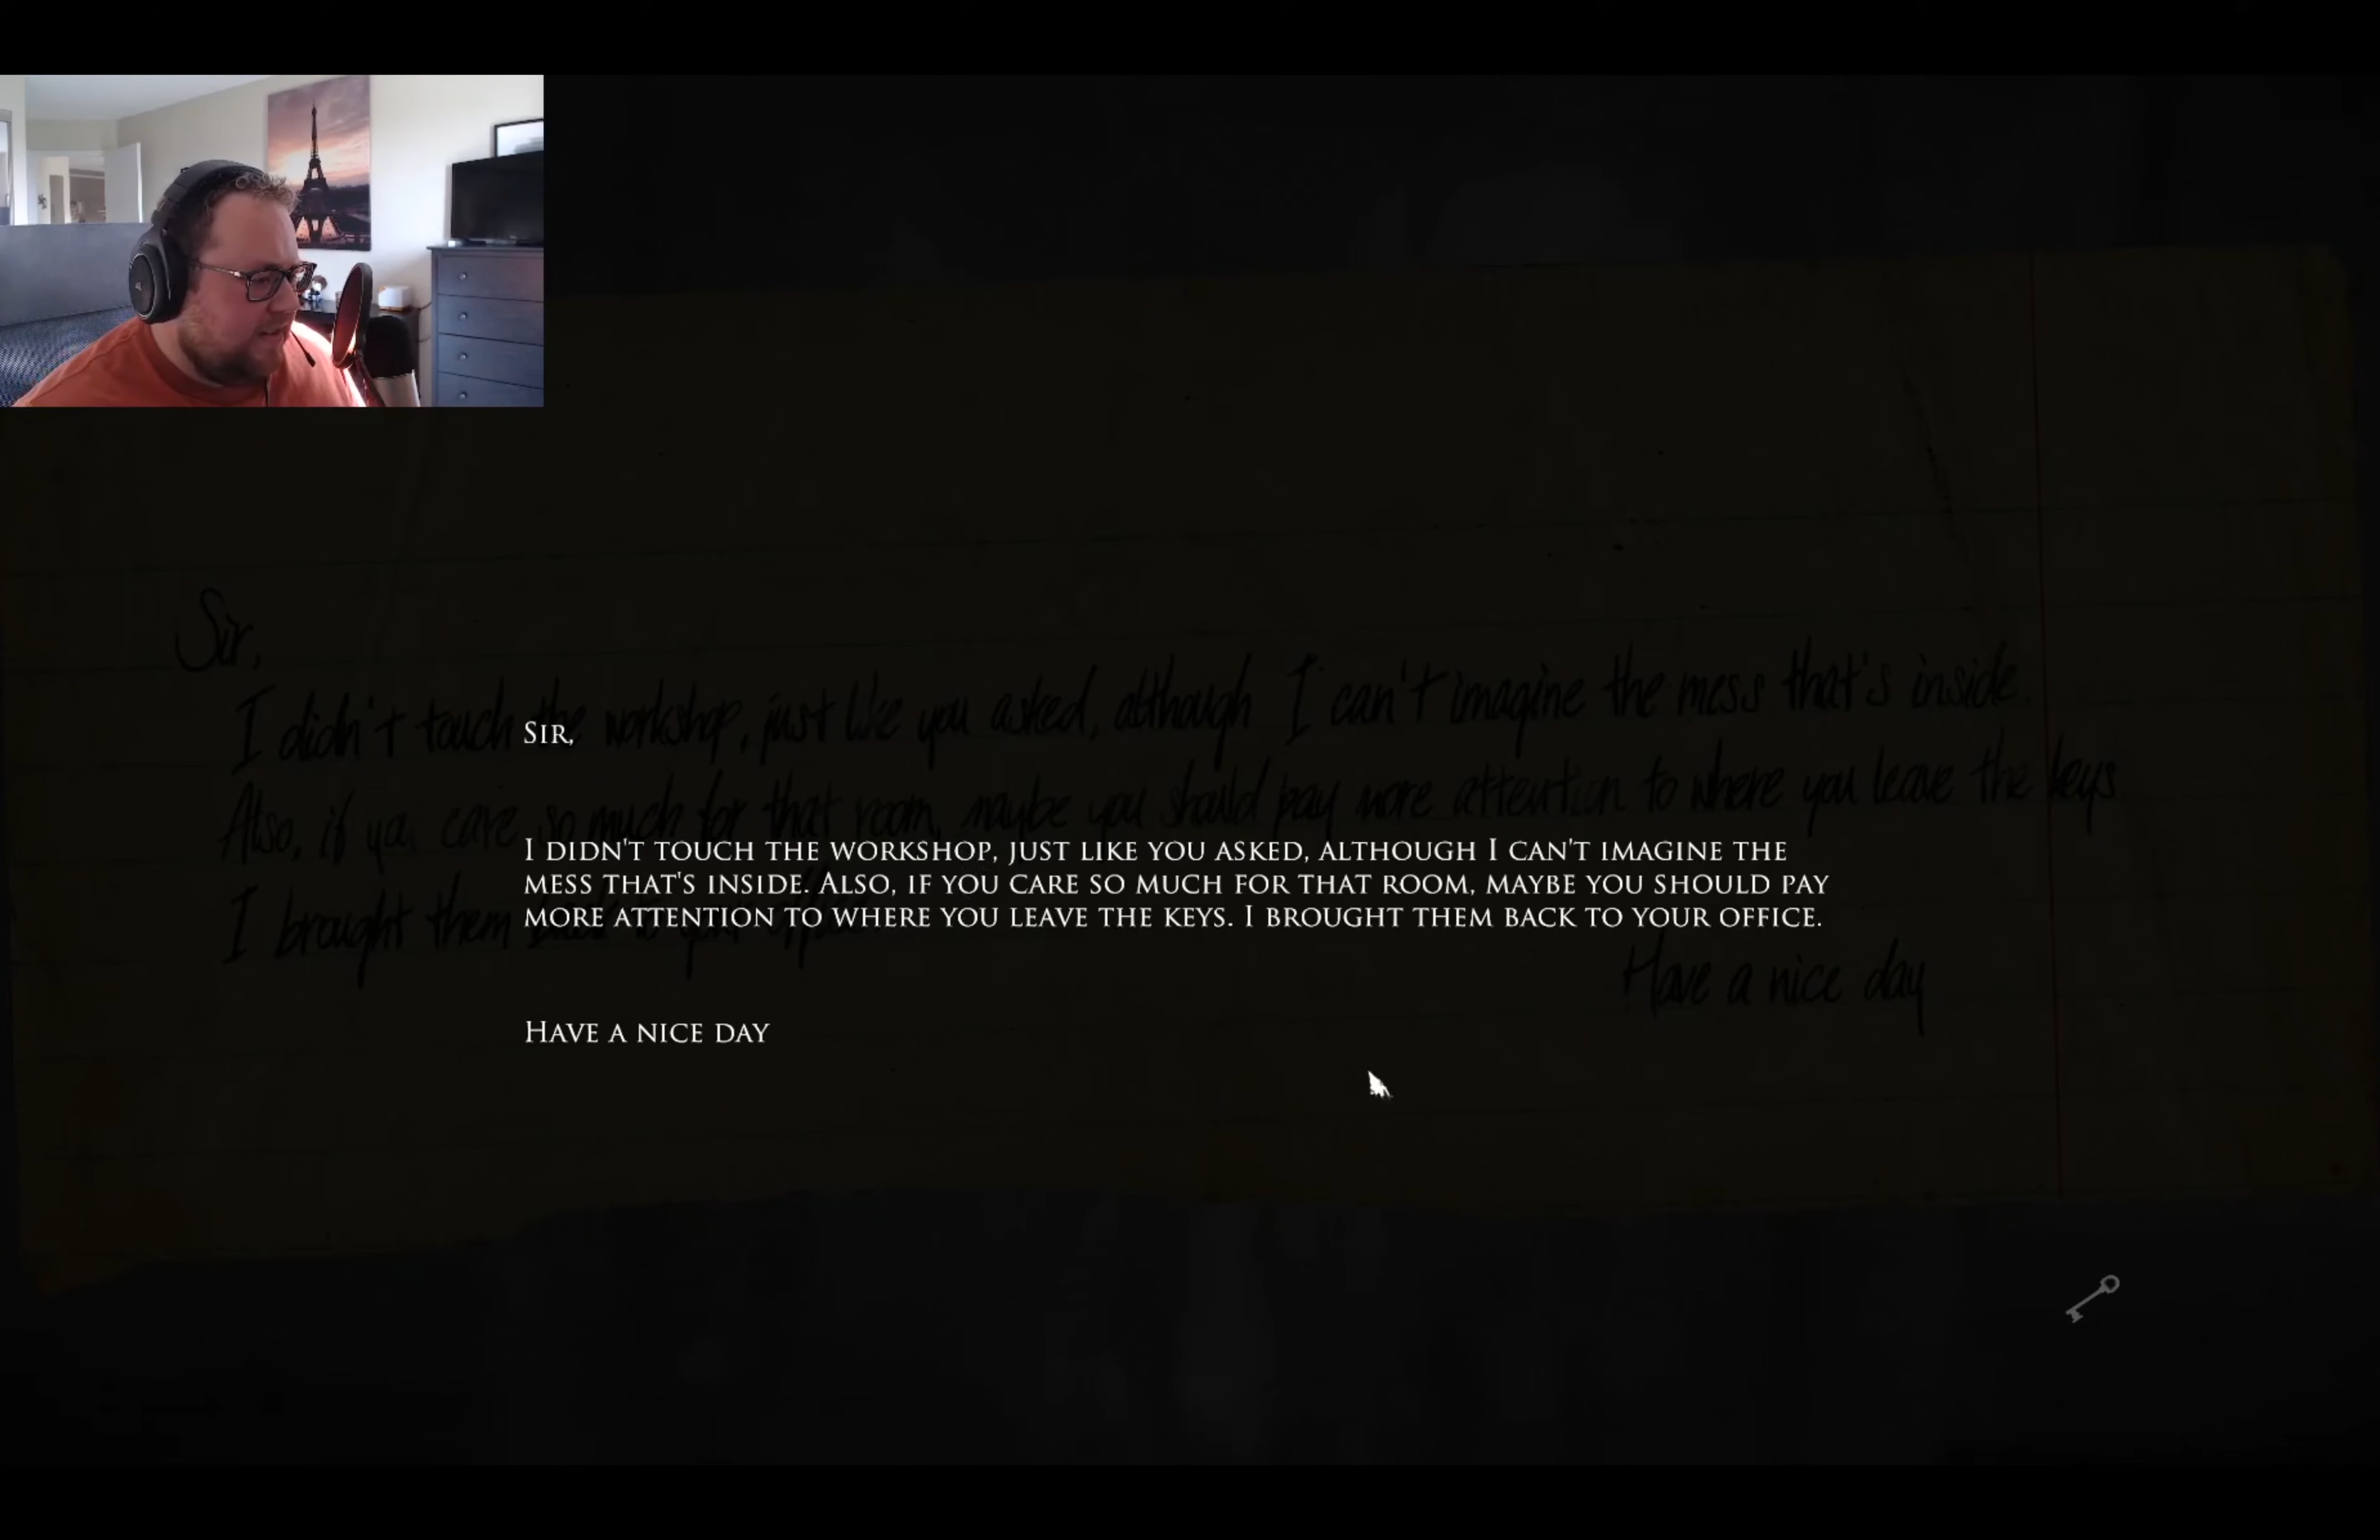 Sir,
I didn't touch the workshop, just like you asked, although I can't imagine the mess that's inside.
Also, if you care so much for that room, maybe you should pay more attention to where you leave the keys
I brought them
Have a nice day
Sir,
I didn't touch the workshop, just like you asked, although I can't imagine the
mess that's inside. Also, if you care so much for that room, maybe you should pay
more attention to where you leave the keys. I brought them back to your office.
Have a nice day